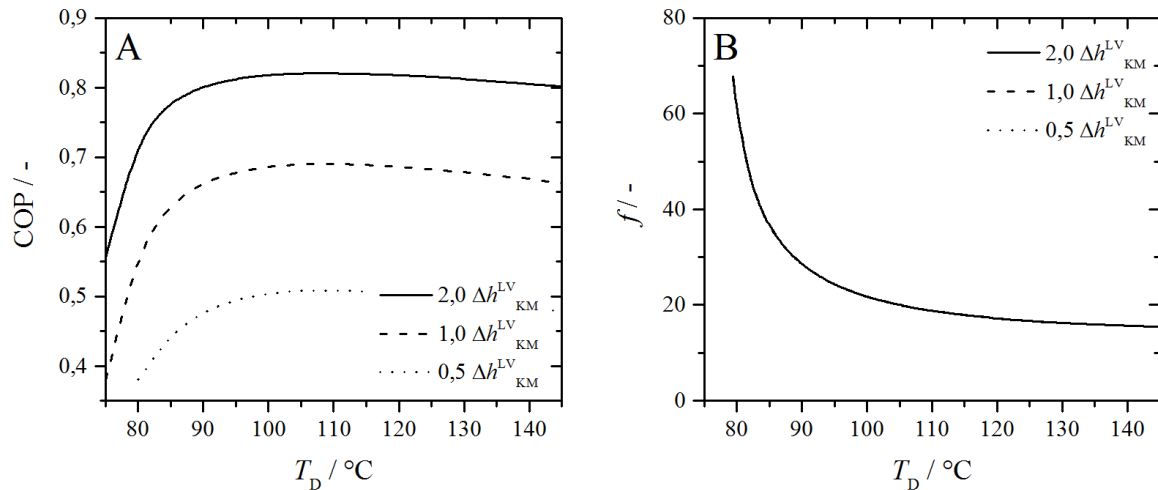 A
0,9
0,8
0,7
0,6
0,5
0,4
COP / -
2,0 Δh^LV_KM
1,0 Δh^LV_KM
0,5 Δh^LV_KM
80 90 100 110 120 130 140
T_D / °C
B
80
60
40
20
0
f / -
2,0 Δh^LV_KM
1,0 Δh^LV_KM
0,5 Δh^LV_KM
80 90 100 110 120 130 140
T_D / °C